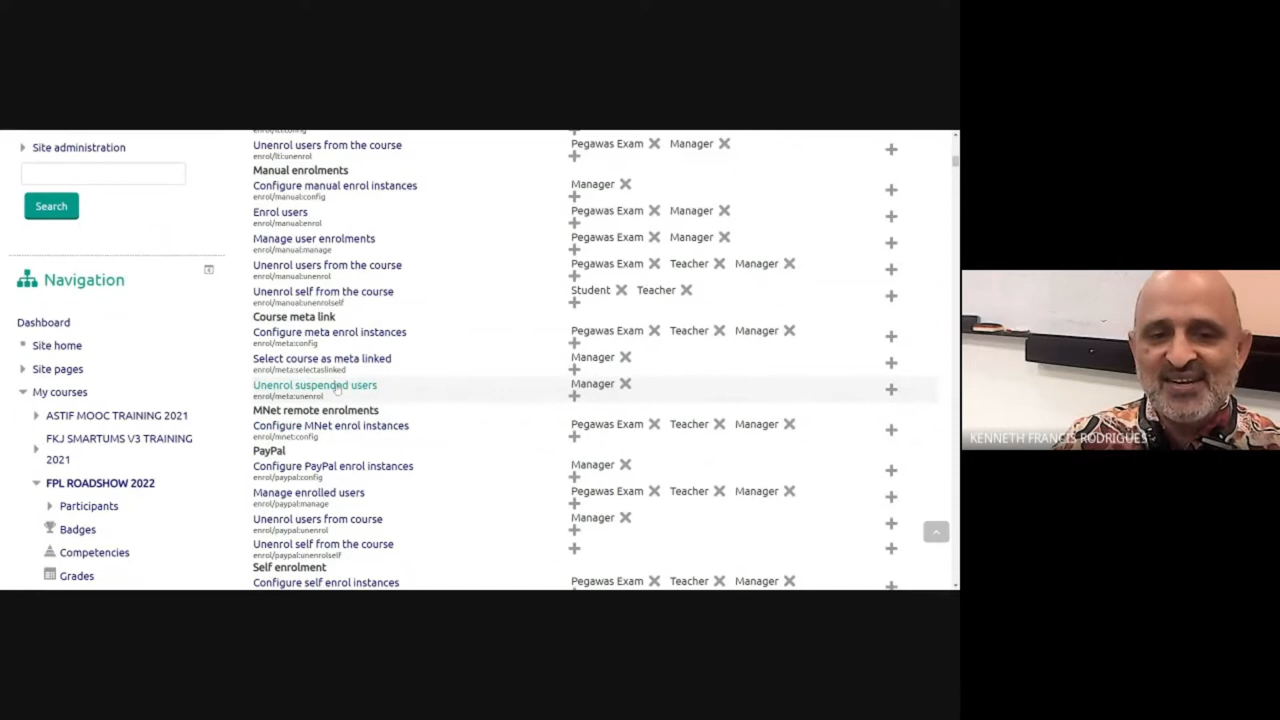 Site administration
Search
Navigation
Dashboard
Site home
Site pages
My courses
ASTIF MOOC TRAINING 2021
FKJ SMARTUMS V3 TRAINING
2021
FPL ROADSHOW 2022
Participants
Badges
Competencies
Grades
enrol/lti:config
Unenrol users from the course Pegawas Exam Manager
enrol/lti:unenrol
Manual enrolments
Configure manual enrol instances Manager
enrol/manual:config
Enrol users Pegawas Exam Manager
enrol/manual:enrol
Manage user enrolments Pegawas Exam Manager
enrol/manual:manage
Unenrol users from the course Pegawas Exam Teacher Manager
enrol/manual:unenrol
Unenrol self from the course Student Teacher
enrol/manual:unenrolself
Course meta link
Configure meta enrol instances Pegawas Exam Teacher Manager
enrol/meta:config
Select course as meta linked Manager
enrol/meta:selectaslinked
Unenrol suspended users Manager
enrol/meta:unenrol
MNet remote enrolments
Configure MNet enrol instances Pegawas Exam Teacher Manager
enrol/mnet:config
PayPal
Configure PayPal enrol instances Manager
enrol/paypal:config
Manage enrolled users Pegawas Exam Teacher Manager
enrol/paypal:manage
Unenrol users from course Manager
enrol/paypal:unenrol
Unenrol self from the course
enrol/paypal:unenrolself
Self enrolment
Configure self enrol instances Pegawas Exam Teacher Manager
KENNETH FRANCIS RODRIGUES